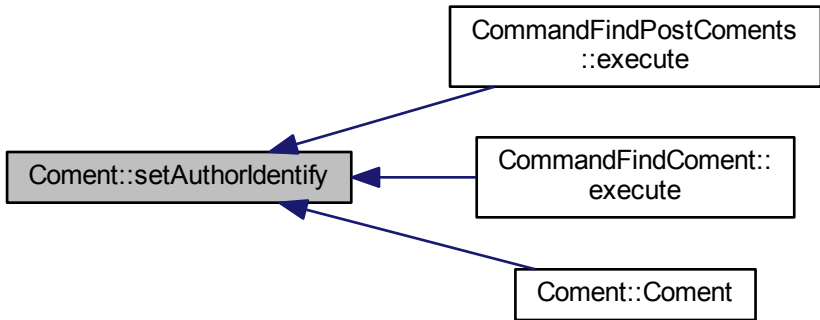 CommandFindPostComents
::execute
Coment::setAuthorIdentify
CommandFindComent::
execute
Coment::Coment